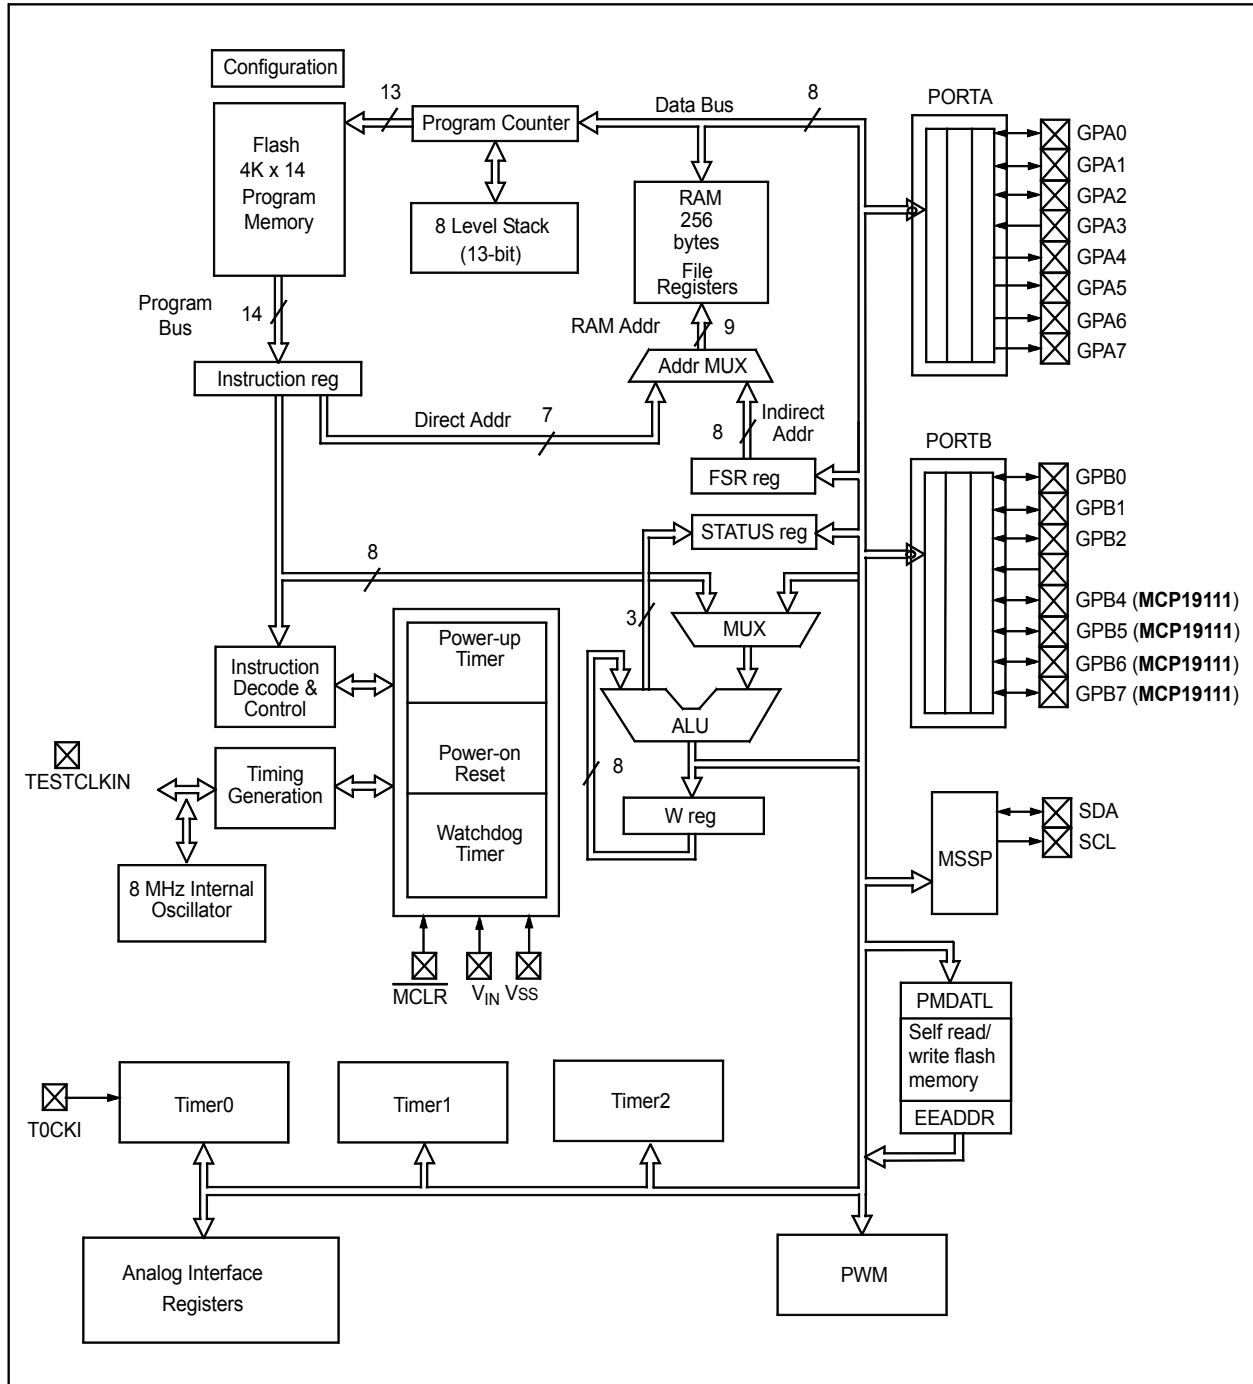 Configuration
Flash
4K x 14
Program
Memory
13
Program Counter
8 Level Stack
(13-bit)
Data Bus
8
RAM
256
bytes
File
Registers
RAM Addr
9
Addr MUX
Program
Bus
14
Instruction reg
Direct Addr
7
8
Indirect
Addr
FSR reg
STATUS reg
8
3
MUX
ALU
8
W reg
Instruction
Decode &
Control
Timing
Generation
TESTCLKIN
8 MHz Internal
Oscillator
Power-up
Timer
Power-on
Reset
Watchdog
Timer
MCLR
VIN
VSS
PORTA
GPA0
GPA1
GPA2
GPA3
GPA4
GPA5
GPA6
GPA7
PORTB
GPB0
GPB1
GPB2
GPB4 (MCP19111)
GPB5 (MCP19111)
GPB6 (MCP19111)
GPB7 (MCP19111)
MSSP
SDA
SCL
PMDATL
Self read/
write flash
memory
EEADDR
T0CKI
Timer0
Timer1
Timer2
Analog Interface
Registers
PWM